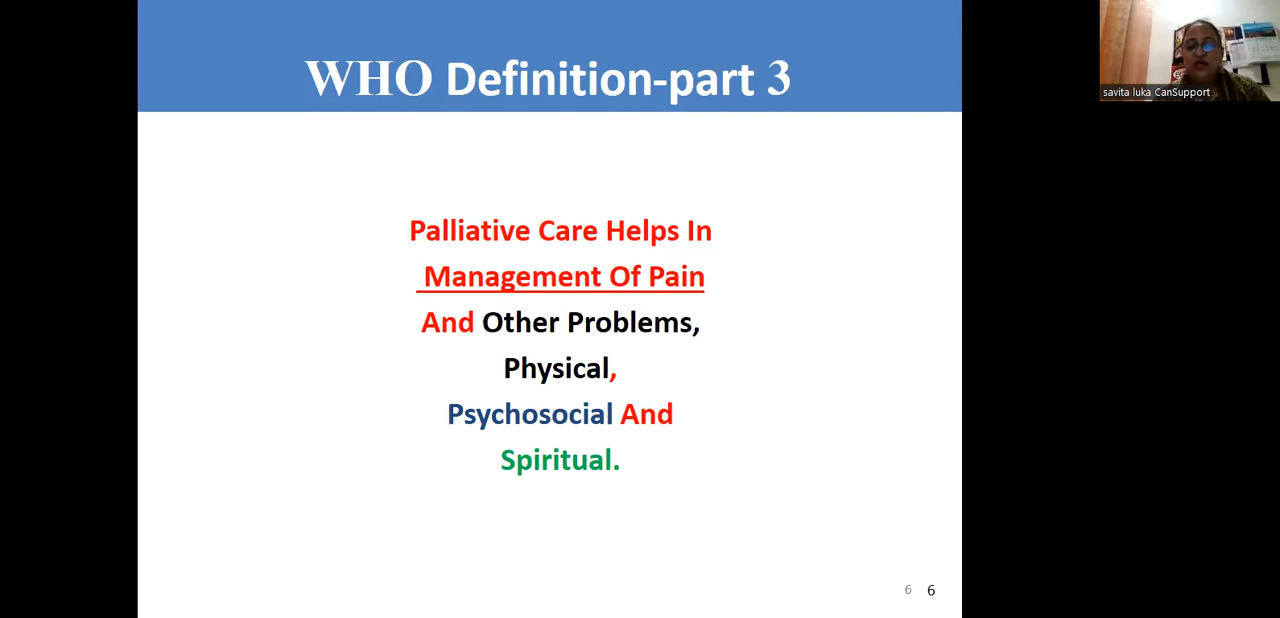 WHO Definition-part 3
savita luka CanSupport
Palliative Care Helps In
Management Of Pain
And Other Problems,
Physical,
Psychosocial And
Spiritual.
6 6